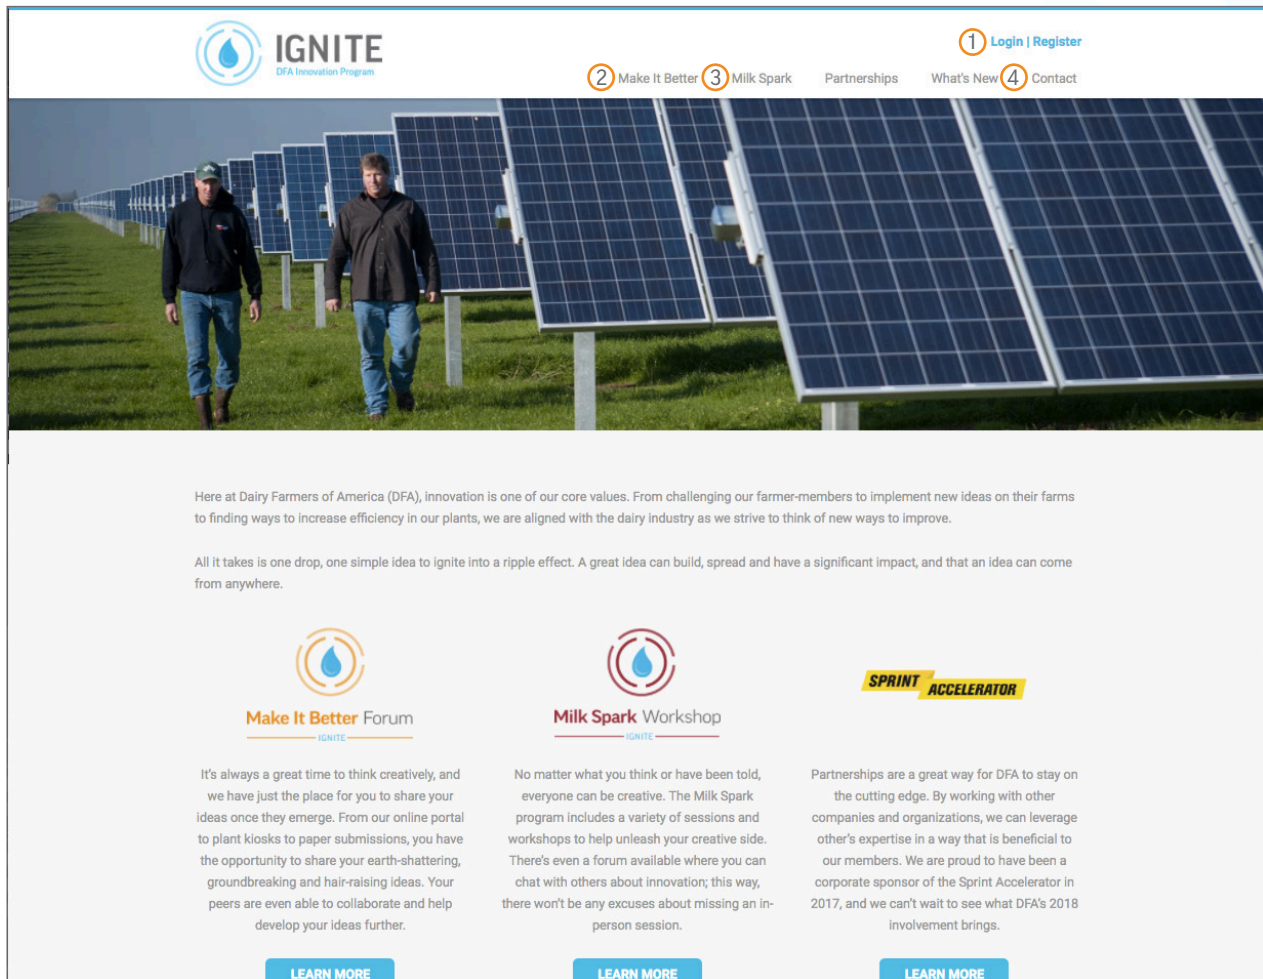 IGNITE
DFA Innovation Program
1 Login | Register
2 Make It Better 3 Milk Spark Partnerships What's New 4 Contact
Here at Dairy Farmers of America (DFA), innovation is one of our core values. From challenging our farmer-members to implement new ideas on their farms
to finding ways to increase efficiency in our plants, we are aligned with the dairy industry as we strive to think of new ways to improve.
All it takes is one drop, one simple idea to ignite into a ripple effect. A great idea can build, spread and have a significant impact, and that an idea can come
from anywhere.
Make It Better Forum
IGNITE
It's always a great time to think creatively, and
we have just the place for you to share your
ideas once they emerge. From our online portal
to plant kiosks to paper submissions, you have
the opportunity to share your earth-shattering,
groundbreaking and hair-raising ideas. Your
peers are even able to collaborate and help
develop your ideas further.
LEARN MORE
Milk Spark Workshop
IGNITE
No matter what you think or have been told,
everyone can be creative. The Milk Spark
program includes a variety of sessions and
workshops to help unleash your creative side.
There's even a forum available where you can
chat with others about innovation; this way,
there won't be any excuses about missing an in-
person session.
LEARN MORE
SPRINT ACCELERATOR
Partnerships are a great way for DFA to stay on
the cutting edge. By working with other
companies and organizations, we can leverage
other's expertise in a way that is beneficial to
our members. We are proud to have been a
corporate sponsor of the Sprint Accelerator in
2017, and we can't wait to see what DFA's 2018
involvement brings.
LEARN MORE